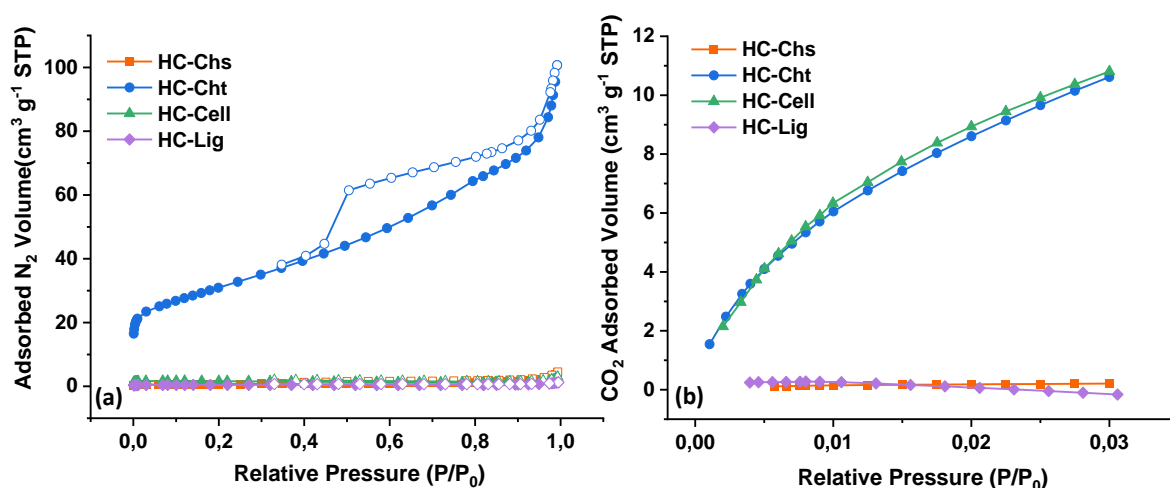 Adsorbed N₂ Volume(cm³ g⁻¹ STP)
100
80
60
40
20
0
HC-Chs
HC-Cht
HC-Cell
HC-Lig
(a)
0,0 0,2 0,4 0,6 0,8 1,0
Relative Pressure (P/P₀)
CO₂ Adsorbed Volume (cm³ g⁻¹ STP)
12
10
8
6
4
2
0
HC-Chs
HC-Cht
HC-Cell
HC-Lig
(b)
0,00 0,01 0,02 0,03
Relative Pressure (P/P₀)